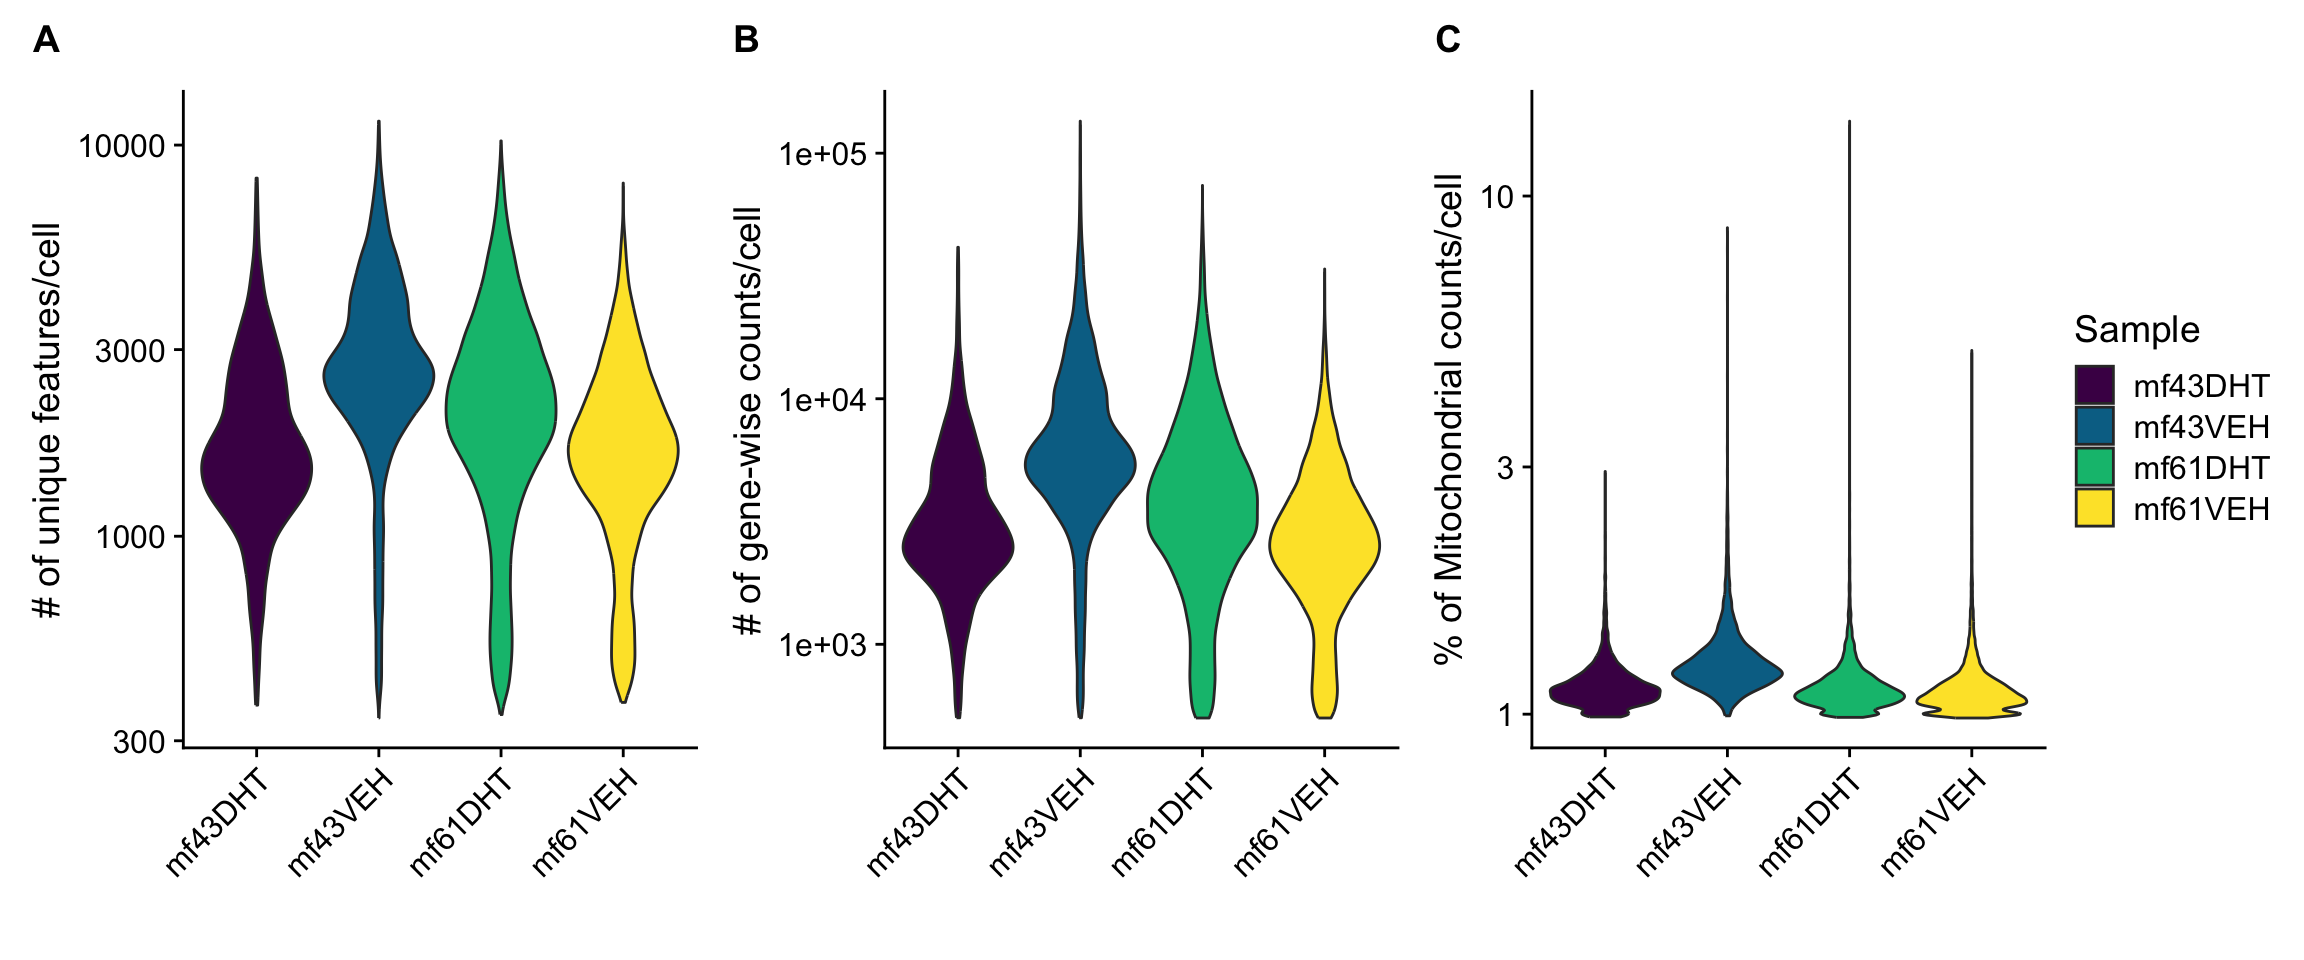 A
# of unique features/cell
10000
3000
1000
300
mf43DHT
mf43VEH
mf61DHT
mf61VEH
B
# of gene-wise counts/cell
1e+05
1e+04
1e+03
mf43DHT
mf43VEH
mf61DHT
mf61VEH
C
% of Mitochondrial counts/cell
10
3
1
mf43DHT
mf43VEH
mf61DHT
mf61VEH
Sample
mf43DHT
mf43VEH
mf61DHT
mf61VEH